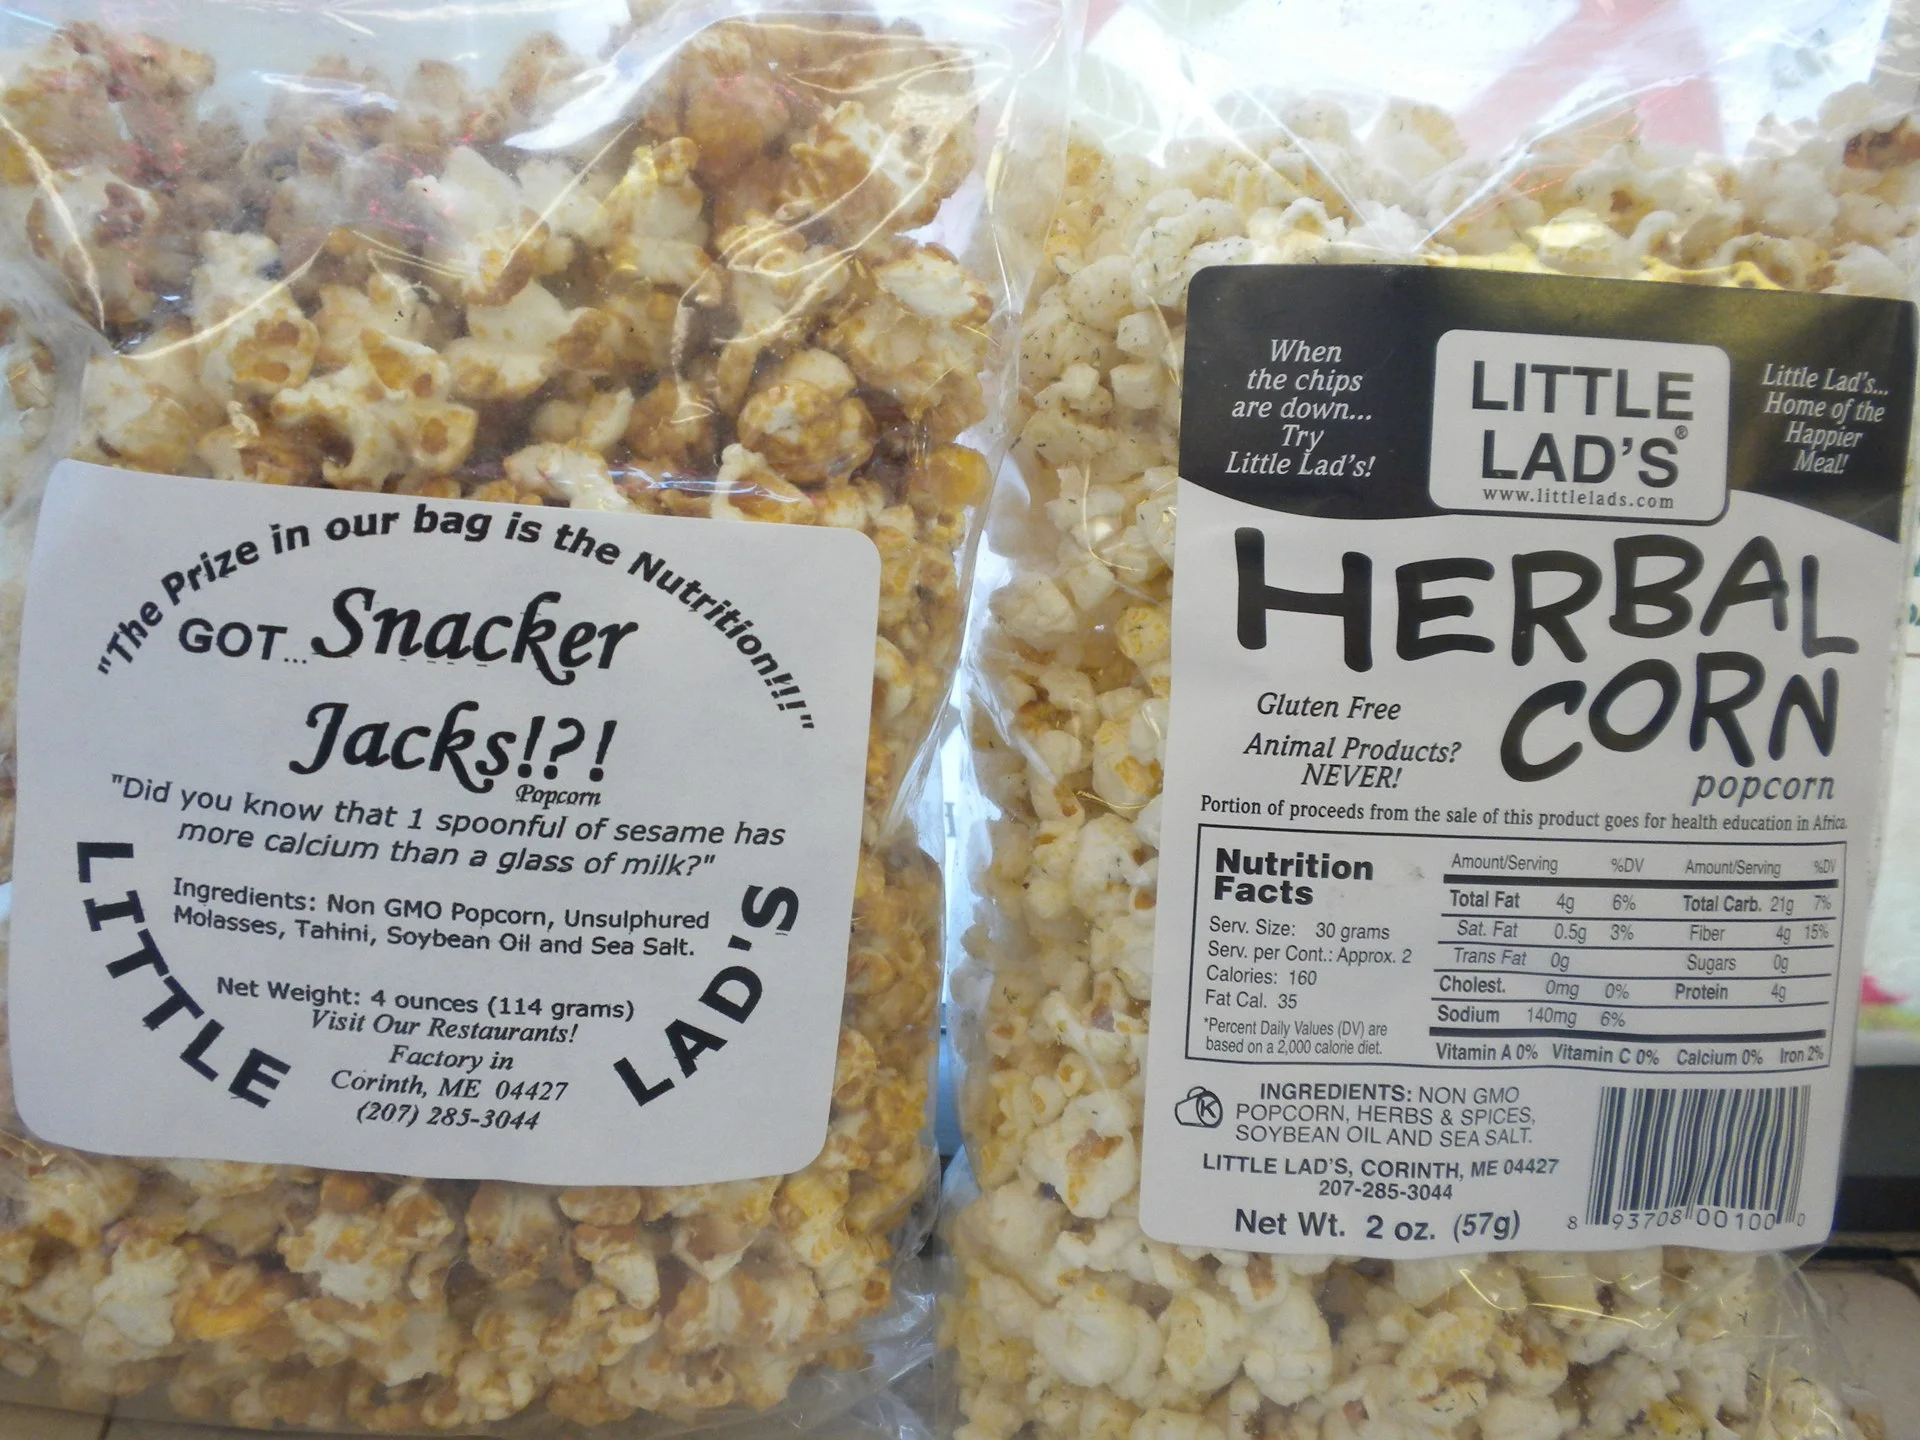 "The Prize in our bag is the Nutrition!!!"
GOT... Snacker
Jacks!?!
Popcorn
"Did you know that 1 spoonful of sesame has
more calcium than a glass of milk?"
Ingredients: Non GMO Popcorn, Unsulphured
Molasses, Tahini, Soybean Oil and Sea Salt.
Net Weight: 4 ounces (114 grams)
Visit Our Restaurants!
Factory in
Corinth, ME 04427
(207) 285-3044
LITTLE LAD'S
When
the chips
are down...
Try
Little Lad's!
LITTLE
LAD'S®
www.littlelads.com
Little Lad's...
Home of the
Happier
Meal!
HERBAL
CORN
popcorn
Gluten Free
Animal Products?
NEVER!
Portion of proceeds from the sale of this product goes for health education in Africa.
Nutrition
Facts
Serv. Size: 30 grams
Serv. per Cont.: Approx. 2
Calories: 160
Fat Cal. 35
*Percent Daily Values (DV) are
based on a 2,000 calorie diet.
Amount/Serving %DV Amount/Serving %DV
Total Fat 4g 6% Total Carb. 21g 7%
Sat. Fat 0.5g 3% Fiber 4g 15%
Trans Fat 0g Sugars 0g
Cholest. 0mg 0% Protein 4g
Sodium 140mg 6%
Vitamin A 0% Vitamin C 0% Calcium 0% Iron 2%
K
INGREDIENTS: NON GMO
POPCORN, HERBS & SPICES,
SOYBEAN OIL AND SEA SALT.
LITTLE LAD'S, CORINTH, ME 04427
207-285-3044
Net Wt. 2 oz. (57g)
8 93708 00100 0